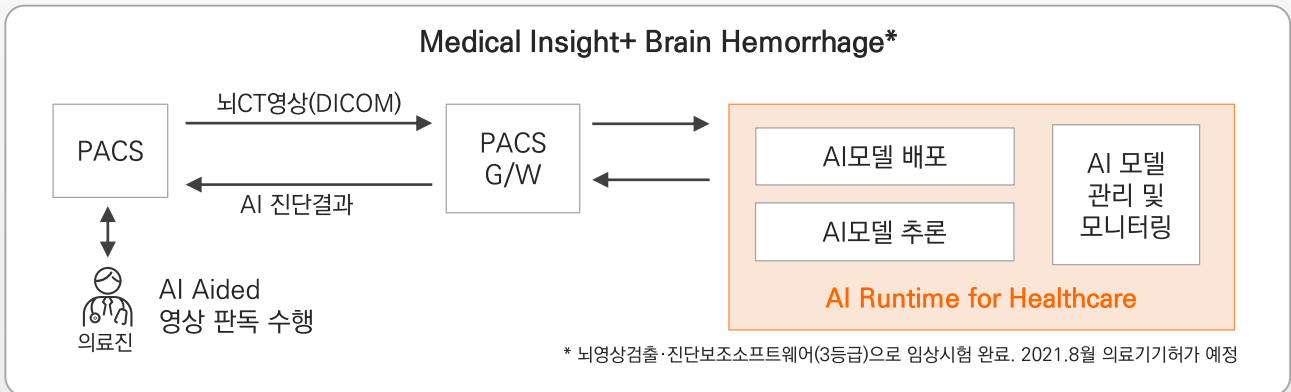 Medical Insight+ Brain Hemorrhage*
뇌CT영상(DICOM)
PACS
PACS
G/W
AI 진단결과
AI모델 배포
AI모델 추론
AI 모델
관리 및
모니터링
AI Runtime for Healthcare
AI Aided
영상 판독 수행
의료진
* 뇌영상검출·진단보조소프트웨어(3등급)으로 임상시험 완료. 2021.8월 의료기기허가 예정